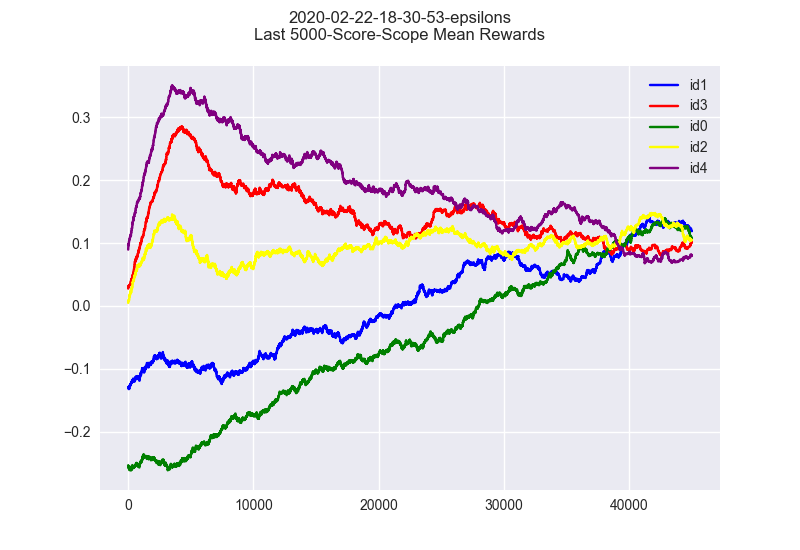 2020-02-22-18-30-53-epsilons
Last 5000-Score-Scope Mean Rewards
id1
id3
id0
id2
id4
0.3
0.2
0.1
0.0
−0.1
−0.2
0 10000 20000 30000 40000